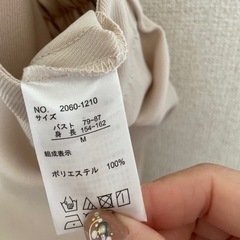 NO. 2060-1210
サイズ
バスト 79-87
身長 154-162
M
組成表示
ポリエステル 100%